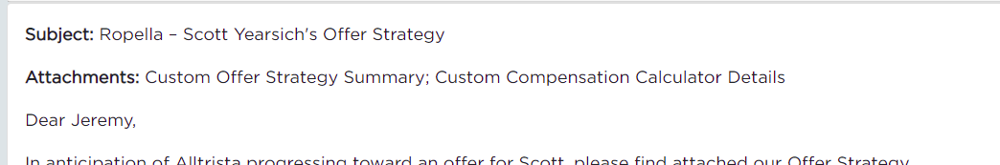 Subject: Ropella – Scott Yearsich's Offer Strategy
Attachments: Custom Offer Strategy Summary; Custom Compensation Calculator Details
Dear Jeremy,
In anticipation of Alltrista progressing toward an offer for Scott, please find attached our Offer Strategy